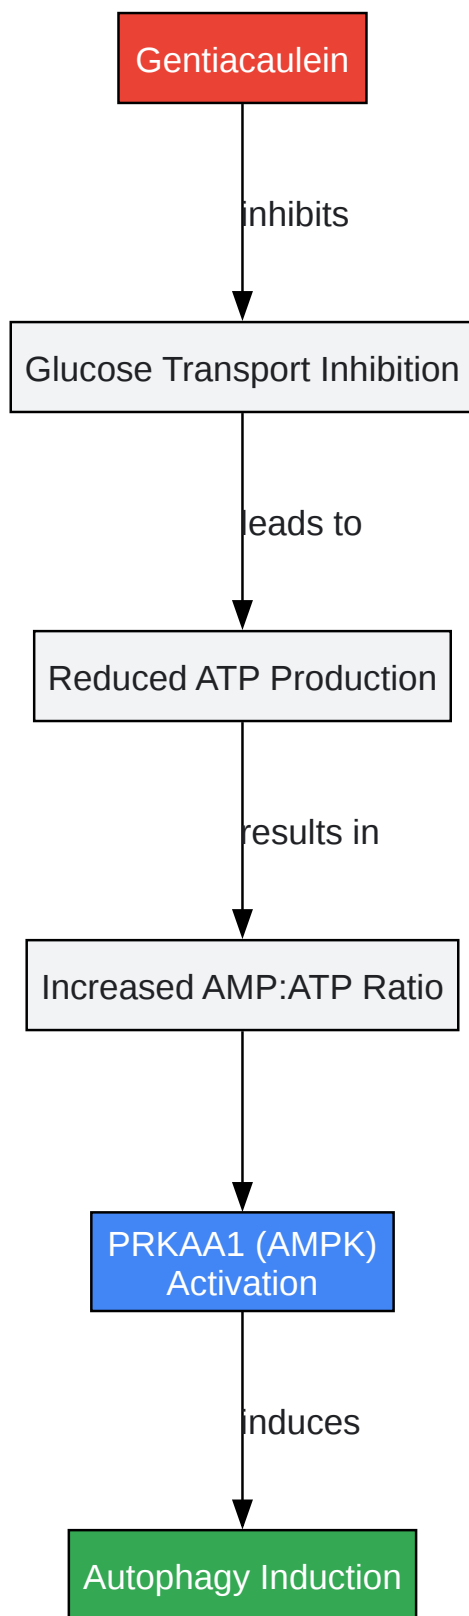 Gentiacaulein
inhibits
Glucose Transport Inhibition
leads to
Reduced ATP Production
results in
Increased AMP:ATP Ratio
PRKAA1 (AMPK)
Activation
induces
Autophagy Induction